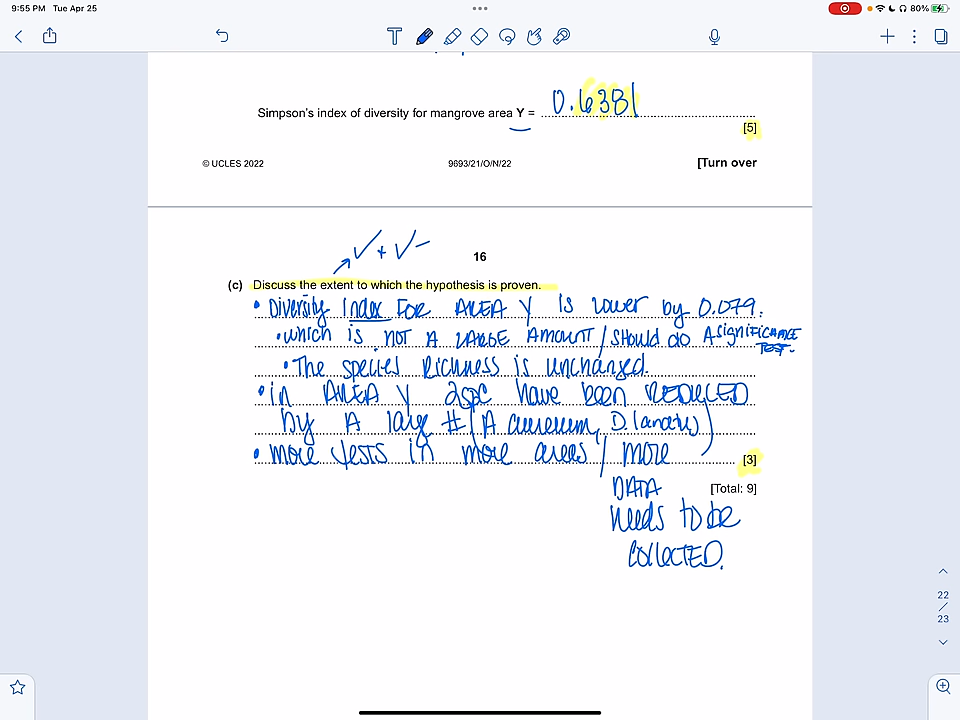 9:55 PM Tue Apr 25
80%
Simpson's index of diversity for mangrove area Y = 0.6381
[5]
© UCLES 2022
9693/21/O/N/22
[Turn over
✓ + ✓ –
16
(c) Discuss the extent to which the hypothesis is proven.
• Diversity Index FOR AREA Y is lower by 0.079.
• which is NOT A LARGE AMOUNT / SHOULD do A SIGNIFICANCE TEST.
• The species Richness is unchanged.
• in AREA Y 2spc have been REDUCED
by A large # (A D.
• more tests in more areas / more [3]
DATA [Total: 9]
needs to be
COLLECTED.
22
/
23